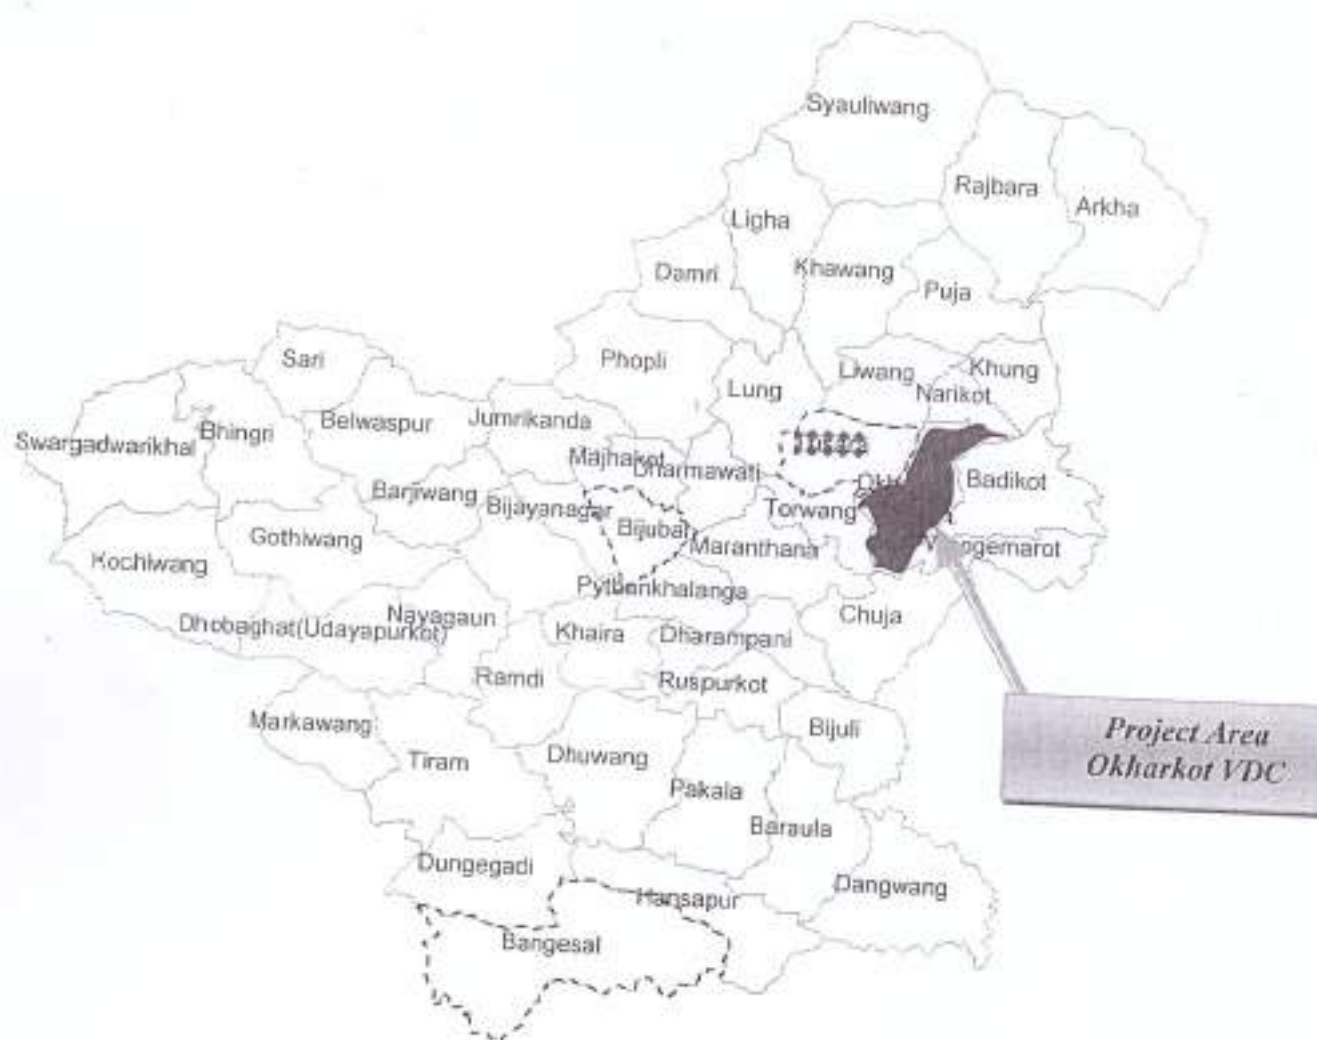 Syauliwang
Rajbara
Arkha
Ligha
Khawang
Damri
Puja
Sari
Phopli
Lung
Liwang
Khung
Narikot
Belwaspur
Jumrikanda
Bhingri
Swargadwarikhal
Majhakot
Dharmawati
Badikot
Barjiwang
Bijayanagar
Torwang
Bijubar
Gothiwang
Maranthana
Kochiwang
Pythankhalanga
Nayagaun
Chuja
Dhobaghat(Udayapurkot)
Khaira
Dharampani
Ramdi
Ruspurkot
Markawang
Bijuli
Project Area
Okharkot VDC
Dhuwang
Tiram
Pakala
Baraula
Dungegadi
Dangwang
Hansapur
Bangesal